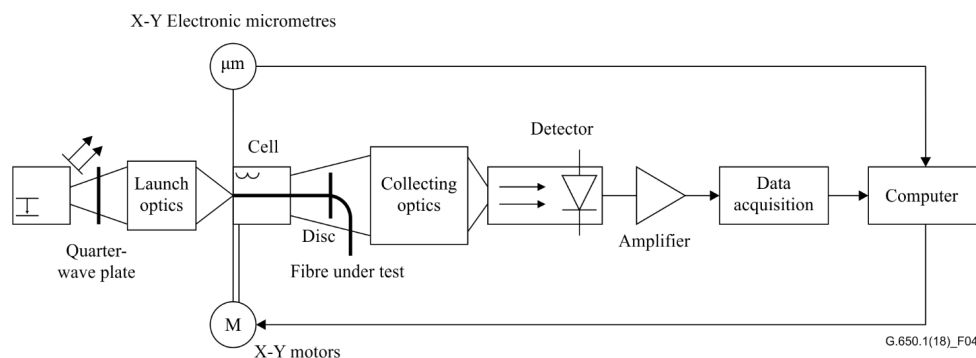 X-Y Electronic micrometres
μm
Detector
Cell
Launch
optics
Collecting
optics
Data
acquisition
Computer
Quarter-
wave plate
Disc
Fibre under test
Amplifier
M
X-Y motors
G.650.1(18)_F04